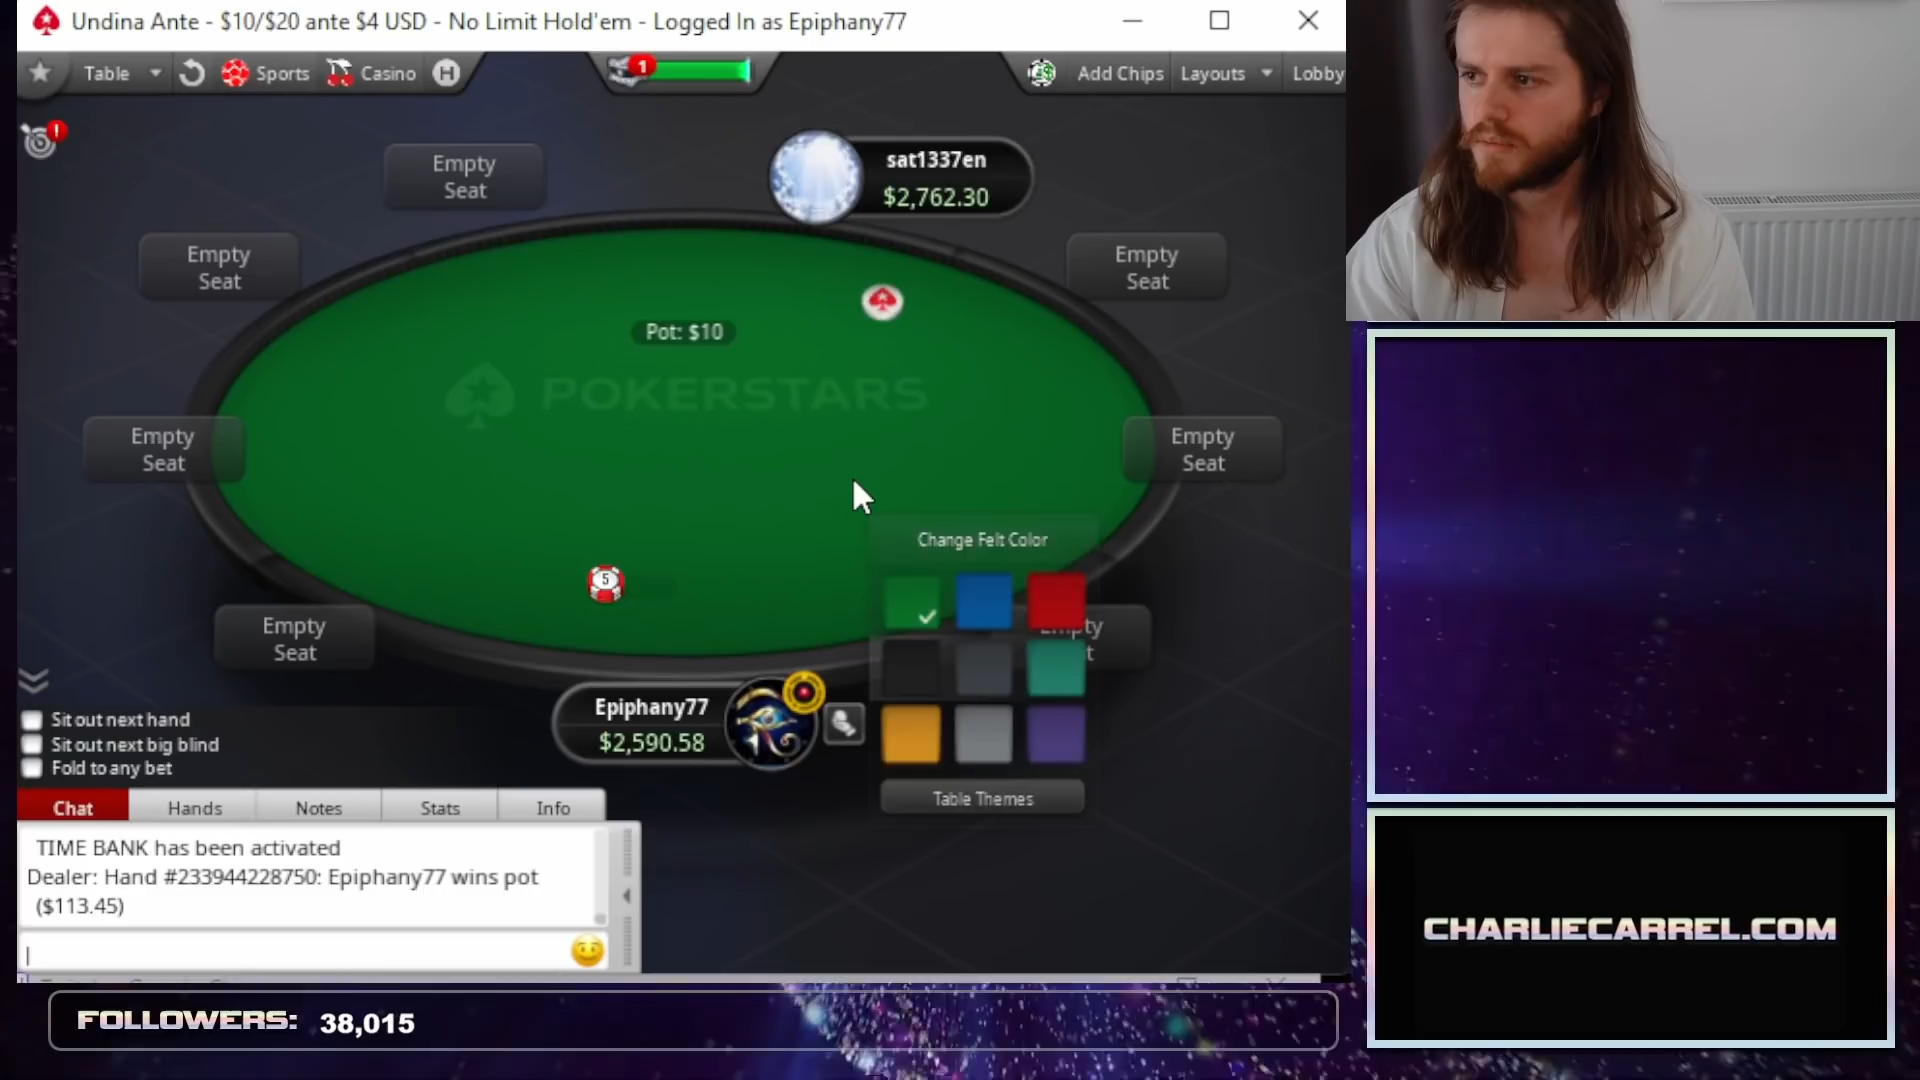 Undina Ante - $10/$20 ante $4 USD - No Limit Hold'em - Logged In as Epiphany77
Table
Sports
Casino
H
1
Add Chips
Layouts
Lobby
!
Empty
Seat
sat1337en
$2,762.30
Empty
Seat
Empty
Seat
Pot: $10
POKERSTARS
Empty
Seat
Empty
Seat
Change Felt Color
5
Empty
Seat
Epiphany77
$2,590.58
Sit out next hand
Sit out next big blind
Fold to any bet
Table Themes
Chat
Hands
Notes
Stats
Info
TIME BANK has been activated
Dealer: Hand #233944228750: Epiphany77 wins pot
($113.45)
CHARLIECARREL.COM
FOLLOWERS: 38,015